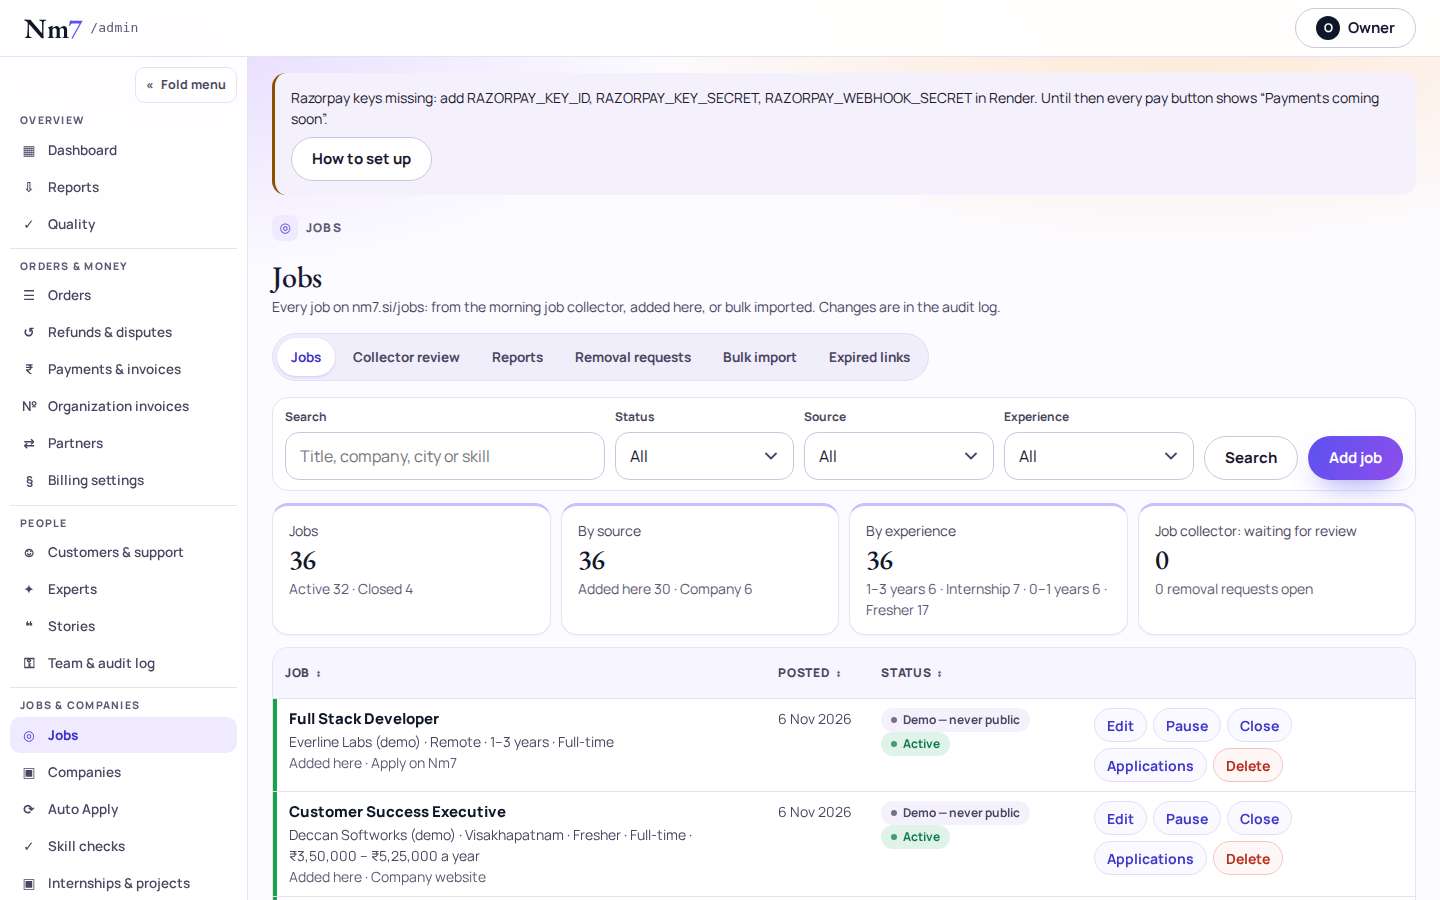 Nm7 /admin
O Owner
« Fold menu
OVERVIEW
Dashboard
Reports
Quality
ORDERS & MONEY
Orders
Refunds & disputes
₹ Payments & invoices
Nº Organization invoices
Partners
§ Billing settings
PEOPLE
Customers & support
Experts
Stories
Team & audit log
JOBS & COMPANIES
Jobs
Companies
Auto Apply
Skill checks
Internships & projects
Razorpay keys missing: add RAZORPAY_KEY_ID, RAZORPAY_KEY_SECRET, RAZORPAY_WEBHOOK_SECRET in Render. Until then every pay button shows “Payments coming
soon”.
How to set up
JOBS
Jobs
Every job on nm7.si/jobs: from the morning job collector, added here, or bulk imported. Changes are in the audit log.
Jobs Collector review Reports Removal requests Bulk import Expired links
Search Status Source Experience
Title, company, city or skill All All All Search Add job
Jobs
36
Active 32 · Closed 4
By source
36
Added here 30 · Company 6
By experience
36
1–3 years 6 · Internship 7 · 0–1 years 6 ·
Fresher 17
Job collector: waiting for review
0
0 removal requests open
JOB POSTED STATUS
Full Stack Developer
Everline Labs (demo) · Remote · 1–3 years · Full-time
Added here · Apply on Nm7
6 Nov 2026
Demo — never public
Active
Edit Pause Close
Applications Delete
Customer Success Executive
Deccan Softworks (demo) · Visakhapatnam · Fresher · Full-time ·
₹3,50,000 – ₹5,25,000 a year
Added here · Company website
6 Nov 2026
Demo — never public
Active
Edit Pause Close
Applications Delete